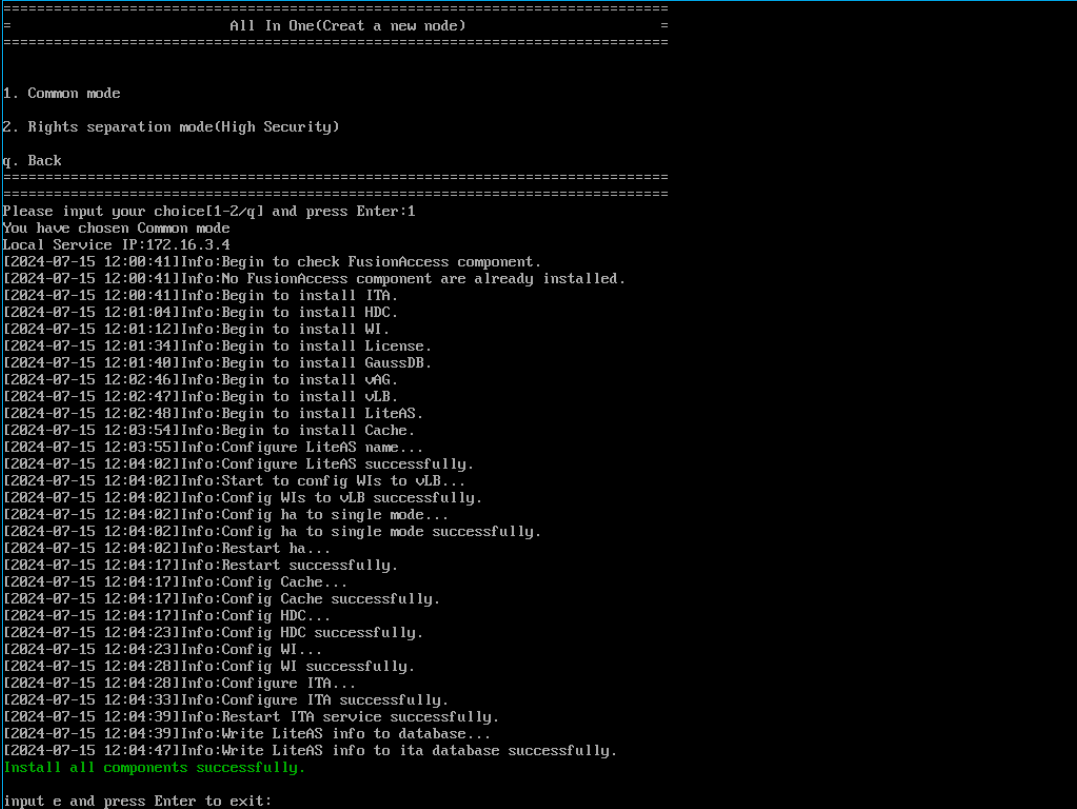 ===============================================================================
=                          All In One(Creat a new node)                       =
===============================================================================
1. Common mode
2. Rights separation mode(High Security)
q. Back
===============================================================================
===============================================================================
Please input your choice[1-2/q] and press Enter:1
You have chosen Common mode
Local Service IP:172.16.3.4
[2024-07-15 12:00:41]Info:Begin to check FusionAccess component.
[2024-07-15 12:00:41]Info:No FusionAccess component are already installed.
[2024-07-15 12:00:41]Info:Begin to install ITA.
[2024-07-15 12:01:04]Info:Begin to install HDC.
[2024-07-15 12:01:12]Info:Begin to install WI.
[2024-07-15 12:01:34]Info:Begin to install License.
[2024-07-15 12:01:40]Info:Begin to install GaussDB.
[2024-07-15 12:02:46]Info:Begin to install vAG.
[2024-07-15 12:02:47]Info:Begin to install vLB.
[2024-07-15 12:02:48]Info:Begin to install LiteAS.
[2024-07-15 12:03:54]Info:Begin to install Cache.
[2024-07-15 12:03:55]Info:Configure LiteAS name...
[2024-07-15 12:04:02]Info:Configure LiteAS successfully.
[2024-07-15 12:04:02]Info:Start to config WIs to vLB...
[2024-07-15 12:04:02]Info:Config WIs to vLB successfully.
[2024-07-15 12:04:02]Info:Config ha to single mode...
[2024-07-15 12:04:02]Info:Config ha to single mode successfully.
[2024-07-15 12:04:02]Info:Restart ha...
[2024-07-15 12:04:17]Info:Restart successfully.
[2024-07-15 12:04:17]Info:Config Cache...
[2024-07-15 12:04:17]Info:Config Cache successfully.
[2024-07-15 12:04:17]Info:Config HDC...
[2024-07-15 12:04:23]Info:Config HDC successfully.
[2024-07-15 12:04:23]Info:Config WI...
[2024-07-15 12:04:28]Info:Config WI successfully.
[2024-07-15 12:04:28]Info:Configure ITA...
[2024-07-15 12:04:33]Info:Configure ITA successfully.
[2024-07-15 12:04:39]Info:Restart ITA service successfully.
[2024-07-15 12:04:39]Info:Write LiteAS info to database...
[2024-07-15 12:04:47]Info:Write LiteAS info to ita database successfully.
Install all components successfully.
input e and press Enter to exit: